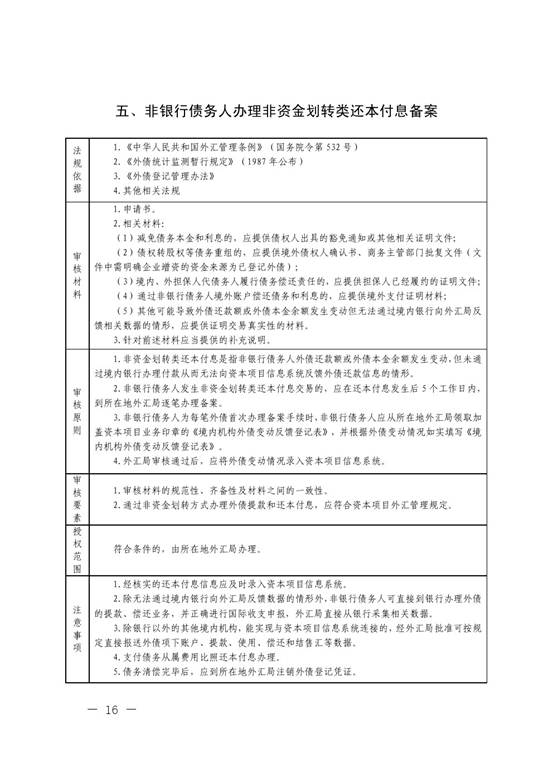 五、非银行债务人办理非资金划转类还本付息备案
法规依据
1.《中华人民共和国外汇管理条例》（国务院令第 532 号）
2.《外债统计监测暂行规定》（1987 年公布）
3.《外债登记管理办法》
4.其他相关法规
审核材料
1.申请书。
2.相关材料:
（1）减免债务本金和利息的，应提供债权人出具的豁免通知或其他相关证明文件;
（2）债权转股权等债务重组的，应提供境外债权人确认书、商务主管部门批复文件（文
件中需明确企业增资的资金来源为已登记外债）;
（3）境内、外担保人代债务人履行债务偿还责任的，应提供担保人已经履约的证明文件;
（4）通过非银行债务人境外账户偿还债务和利息的，应提供境外支付证明材料;
（5）其他可能导致外债还款额或外债本金余额发生变动但无法通过境内银行向外汇局反
馈相关数据的情形，应提供证明交易真实性的材料。
3.针对前述材料应当提供的补充说明。
审核原则
1.非资金划转类还本付息是指非银行债务人外债还款额或外债本金余额发生变动,但未通
过境内银行办理付款从而无法向资本项目信息系统反馈外债还款信息的情形。
2.非银行债务人发生非资金划转类还本付息交易的，应在还本付息发生后 5 个工作日内，
到所在地外汇局逐笔办理备案。
3.非银行债务人为每笔外债首次办理备案手续时,非银行债务人应从所在地外汇局领取加
盖资本项目业务印章的《境内机构外债变动反馈登记表》，并根据外债变动情况如实填写《境
内机构外债变动反馈登记表》。
4.外汇局审核通过后，应将外债变动情况录入资本项目信息系统。
审核要素
1.审核材料的规范性、齐备性及材料之间的一致性。
2.通过非资金划转方式办理外债提款和还本付息，应符合资本项目外汇管理规定。
授权范围
符合条件的，由所在地外汇局办理。
注意事项
1.经核实的还本付息信息应及时录入资本项目信息系统。
2.除无法通过境内银行向外汇局反馈数据的情形外,非银行债务人可直接到银行办理外债
的提款、偿还业务，并正确进行国际收支申报，外汇局直接从银行采集相关数据。
3.除银行以外的其他境内机构,能实现与资本项目信息系统连接的,经外汇局批准可按规
定直接报送外债项下账户、提款、使用、偿还和结售汇等数据。
4.支付债务从属费用比照还本付息办理。
5.债务清偿完毕后，应到所在地外汇局注销外债登记凭证。
— 16 —